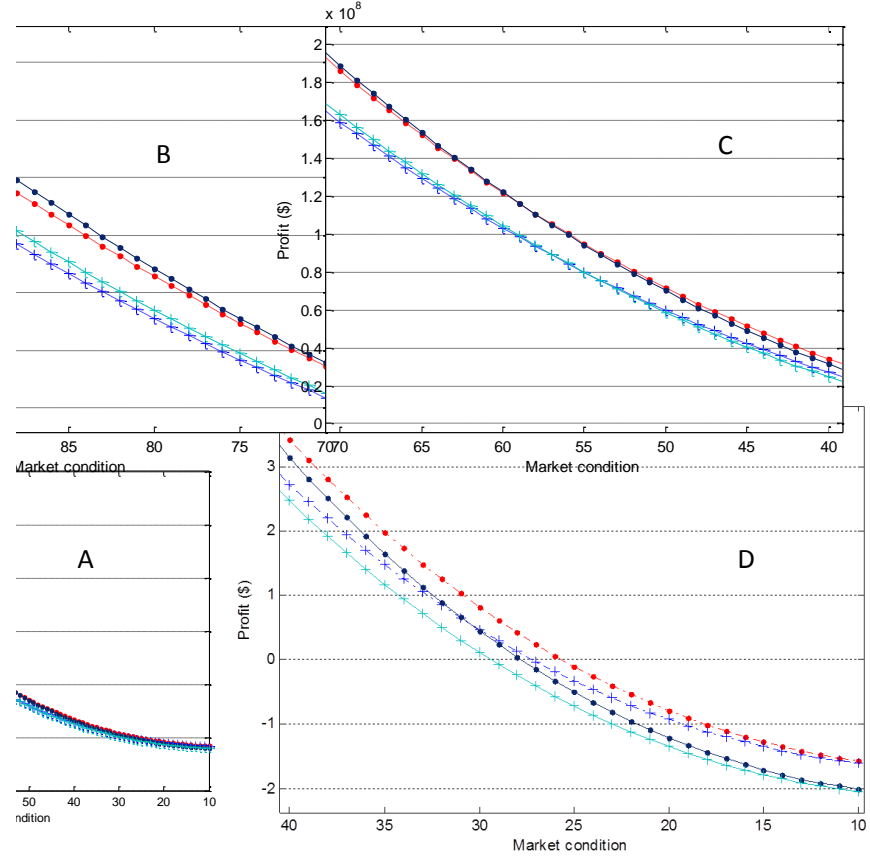 x 10^8
2
1.8
1.6
1.4
1.2
1
0.8
0.6
0.4
0.2
0
Profit ($)
B
C
85 80 75 70
70 65 60 55 50 45 40
Market condition
Market condition
A
50 40 30 20 10
ndition
3
2
1
0
-1
-2
Profit ($)
D
40 35 30 25 20 15 10
Market condition